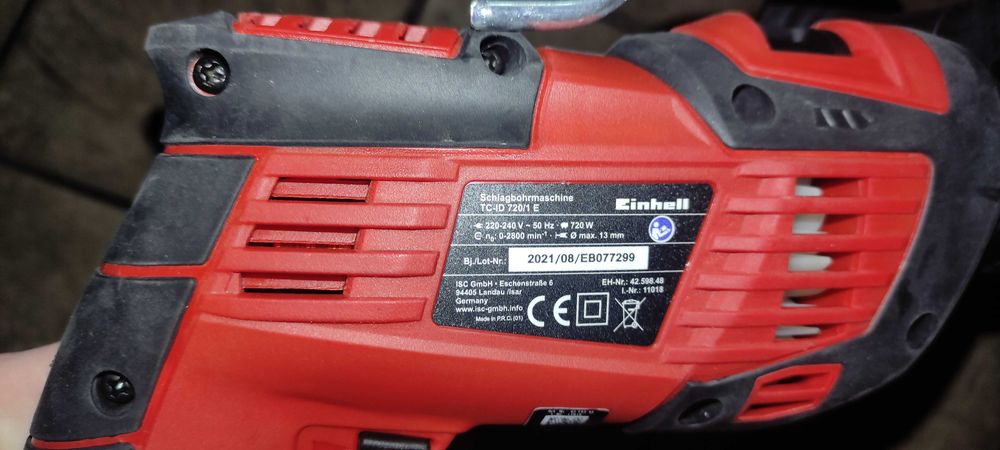 Schlagbohrmaschine
TC-ID 720/1 E
Einhell
220-240 V ~ 50 Hz · 720 W
n₀: 0-2800 min⁻¹ · Ø max. 13 mm
Bj./Lot-Nr.: 2021/08/EB077299
ISC GmbH • Eschenstraße 6
94405 Landau /Isar
Germany
www.isc-gmbh.info
Made in P.R.C. (01)
EH-Nr.: 42.598.48
I.-Nr.: 11018
CE